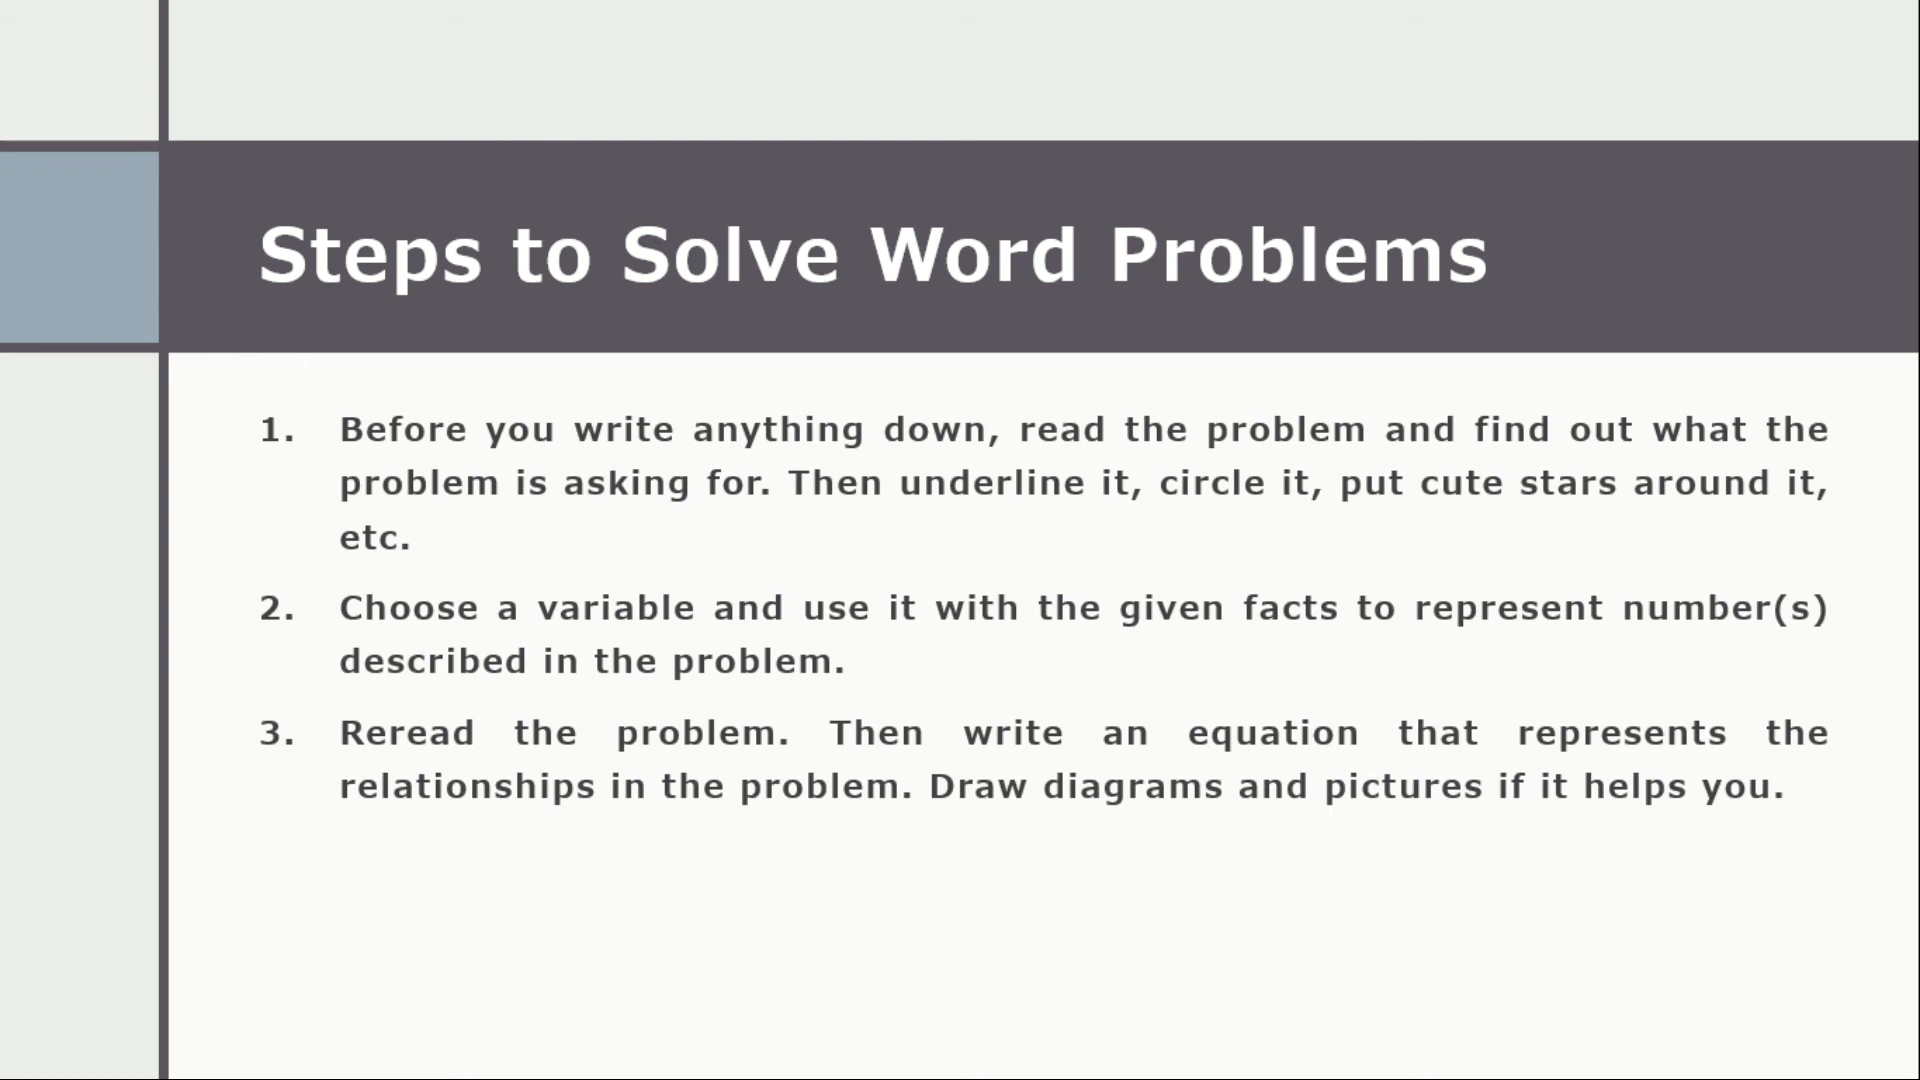 Steps to Solve Word Problems
1. Before you write anything down, read the problem and find out what the
problem is asking for. Then underline it, circle it, put cute stars around it,
etc.
2. Choose a variable and use it with the given facts to represent number(s)
described in the problem.
3. Reread the problem. Then write an equation that represents the
relationships in the problem. Draw diagrams and pictures if it helps you.